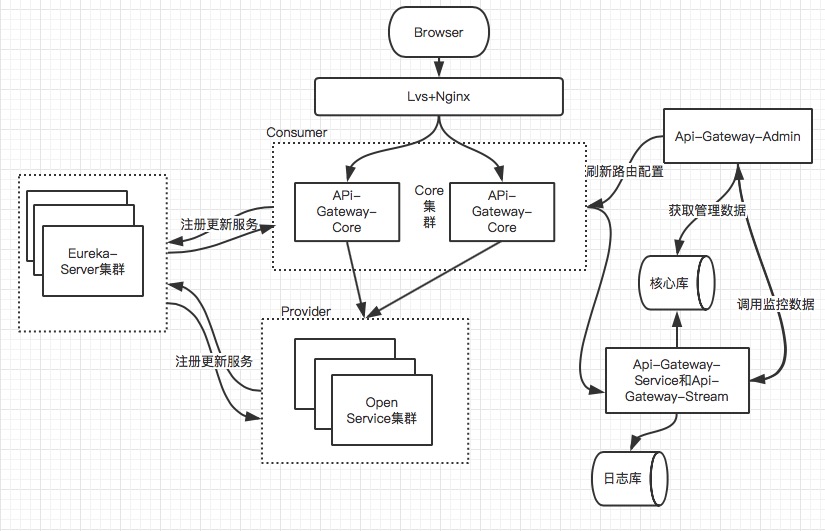 Browser
Lvs+Nginx
Consumer
Api-Gateway-Admin
刷新路由配置
APi-
Gateway-
Core
Core
集
群
APi-
Gateway-
Core
获取管理数据
注册更新服务
Eureka-
Server集群
核心库
调用监控数据
Provider
注册更新服务
Api-Gateway-
Service和Api-
Gateway-Stream
Open
Service集群
日志库